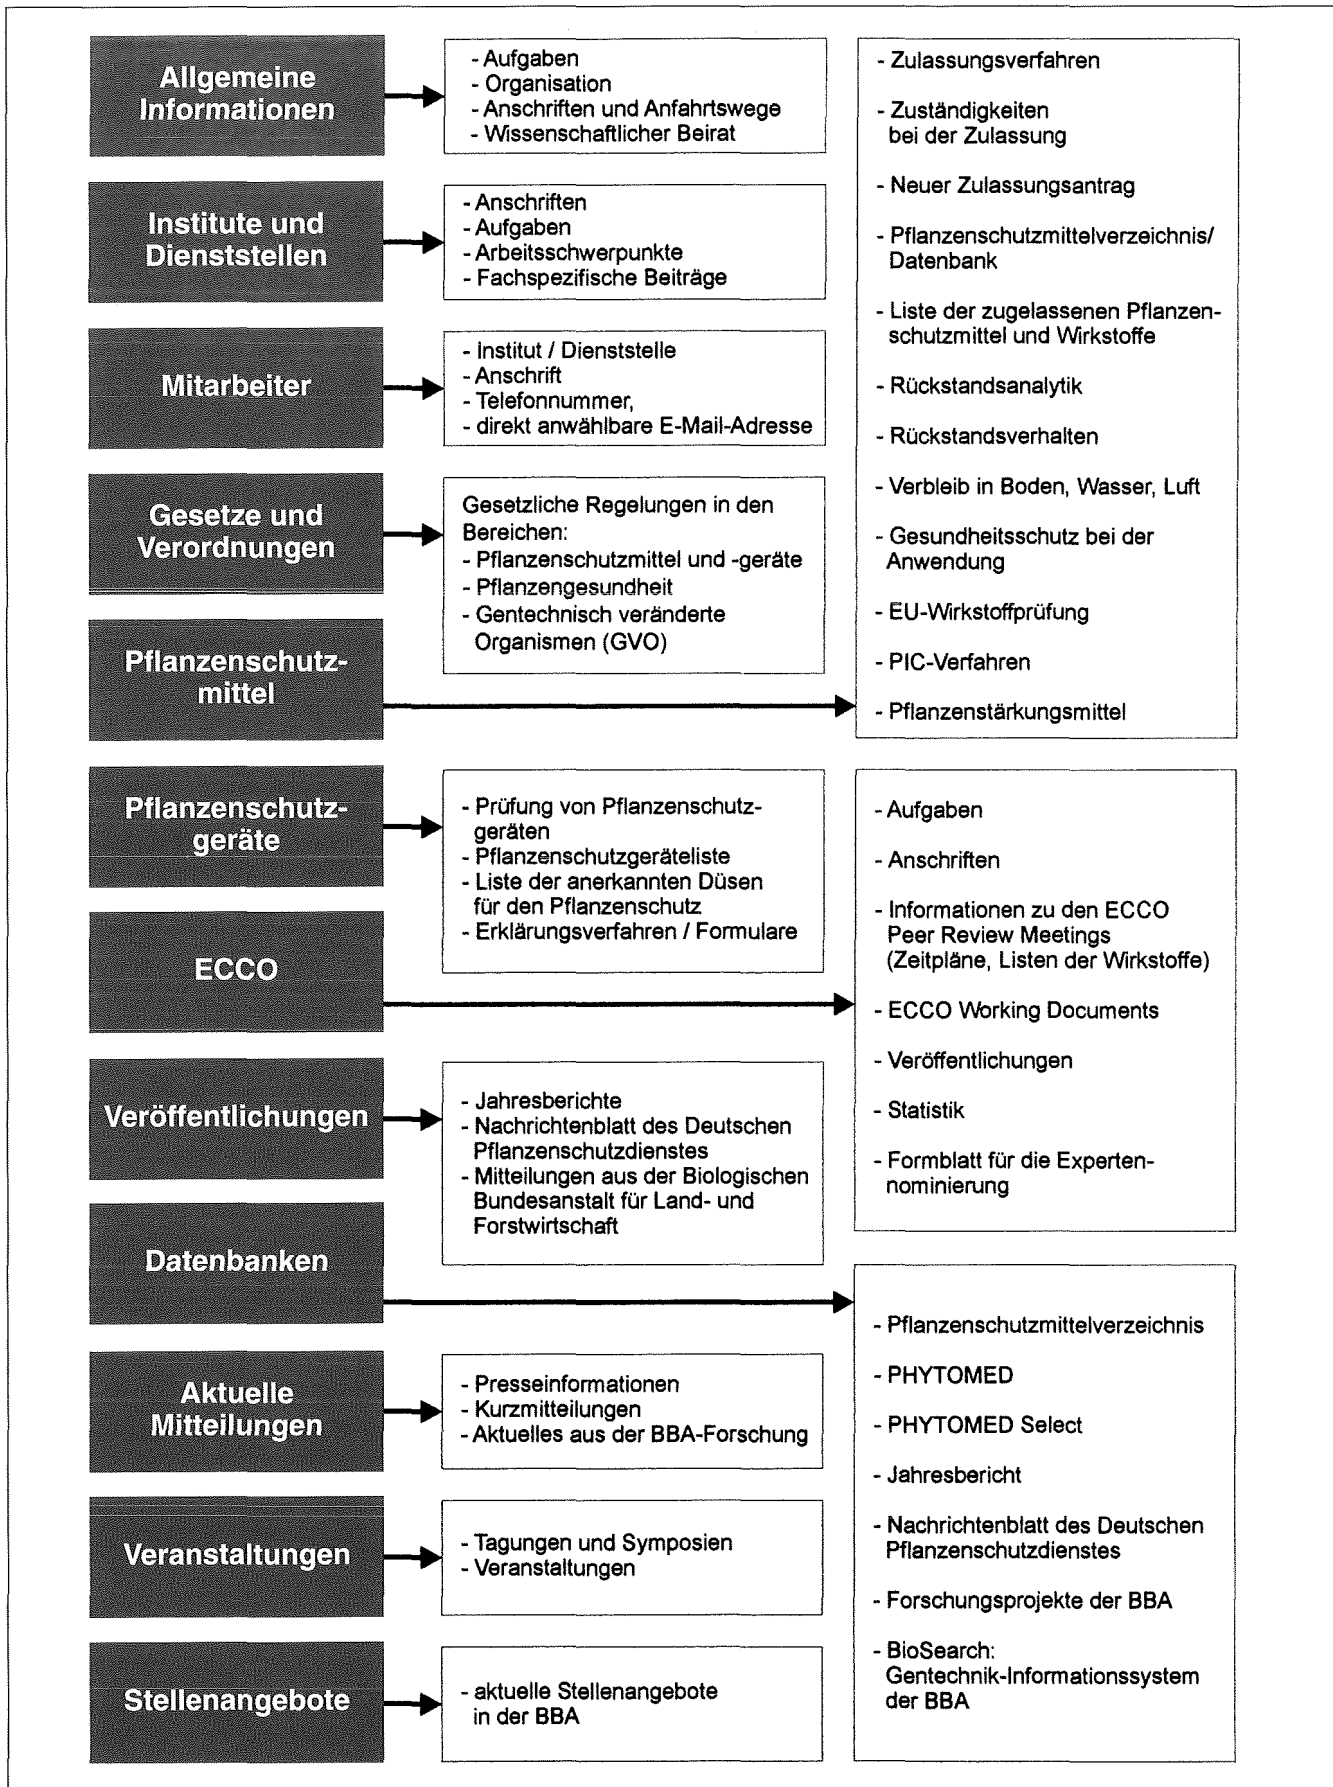 Allgemeine
Informationen
- Aufgaben
- Organisation
- Anschriften und Anfahrtswege
- Wissenschaftlicher Beirat
Institute und
Dienststellen
- Anschriften
- Aufgaben
- Arbeitsschwerpunkte
- Fachspezifische Beiträge
Mitarbeiter
- Institut / Dienststelle
- Anschrift
- Telefonnummer,
- direkt anwählbare E-Mail-Adresse
Gesetze und
Verordnungen
Gesetzliche Regelungen in den
Bereichen:
- Pflanzenschutzmittel und -geräte
- Pflanzengesundheit
- Gentechnisch veränderte
Organismen (GVO)
Pflanzenschutz-
mittel
- Zulassungsverfahren
- Zuständigkeiten
bei der Zulassung
- Neuer Zulassungsantrag
- Pflanzenschutzmittelverzeichnis/
Datenbank
- Liste der zugelassenen Pflanzen-
schutzmittel und Wirkstoffe
- Rückstandsanalytik
- Rückstandsverhalten
- Verbleib in Boden, Wasser, Luft
- Gesundheitsschutz bei der
Anwendung
- EU-Wirkstoffprüfung
- PIC-Verfahren
- Pflanzenstärkungsmittel
Pflanzenschutz-
geräte
- Prüfung von Pflanzenschutz-
geräten
- Pflanzenschutzgeräteliste
- Liste der anerkannten Düsen
für den Pflanzenschutz
- Erklärungsverfahren / Formulare
ECCO
- Aufgaben
- Anschriften
- Informationen zu den ECCO
Peer Review Meetings
(Zeitpläne, Listen der Wirkstoffe)
- ECCO Working Documents
- Veröffentlichungen
- Statistik
- Formblatt für die Experten-
nominierung
Veröffentlichungen
- Jahresberichte
- Nachrichtenblatt des Deutschen
Pflanzenschutzdienstes
- Mitteilungen aus der Biologischen
Bundesanstalt für Land- und
Forstwirtschaft
Datenbanken
- Pflanzenschutzmittelverzeichnis
- PHYTOMED
- PHYTOMED Select
- Jahresbericht
- Nachrichtenblatt des Deutschen
Pflanzenschutzdienstes
- Forschungsprojekte der BBA
- BioSearch:
Gentechnik-Informationssystem
der BBA
Aktuelle
Mitteilungen
- Presseinformationen
- Kurzmitteilungen
- Aktuelles aus der BBA-Forschung
Veranstaltungen
- Tagungen und Symposien
- Veranstaltungen
Stellenangebote
- aktuelle Stellenangebote
in der BBA